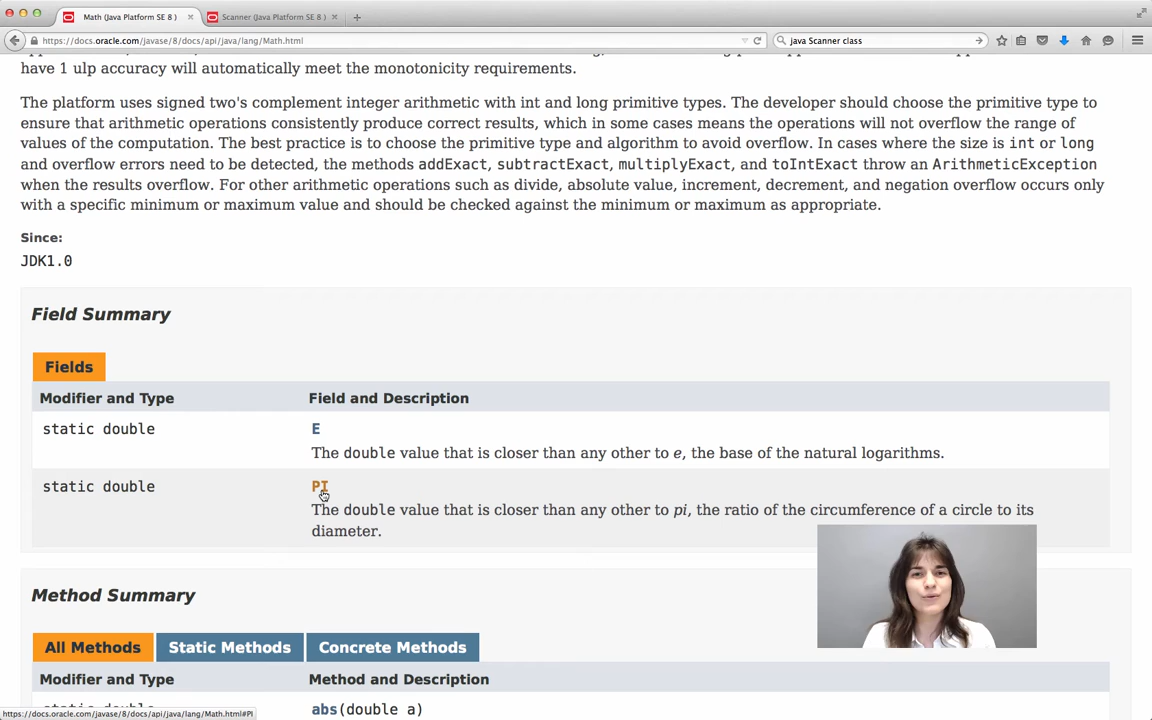 Math (Java Platform SE 8 )
Scanner (Java Platform SE 8 )
https://docs.oracle.com/javase/8/docs/api/java/lang/Math.html
java Scanner class
have 1 ulp accuracy will automatically meet the monotonicity requirements.
The platform uses signed two's complement integer arithmetic with int and long primitive types. The developer should choose the primitive type to
ensure that arithmetic operations consistently produce correct results, which in some cases means the operations will not overflow the range of
values of the computation. The best practice is to choose the primitive type and algorithm to avoid overflow. In cases where the size is int or long
and overflow errors need to be detected, the methods addExact, subtractExact, multiplyExact, and toIntExact throw an ArithmeticException
when the results overflow. For other arithmetic operations such as divide, absolute value, increment, decrement, and negation overflow occurs only
with a specific minimum or maximum value and should be checked against the minimum or maximum as appropriate.
Since:
JDK1.0
Field Summary
Fields
Modifier and Type Field and Description
static double E
The double value that is closer than any other to e, the base of the natural logarithms.
static double PI
The double value that is closer than any other to pi, the ratio of the circumference of a circle to its
diameter.
Method Summary
All Methods Static Methods Concrete Methods
Modifier and Type Method and Description
static double abs(double a)
https://docs.oracle.com/javase/8/docs/api/java/lang/Math.html#PI